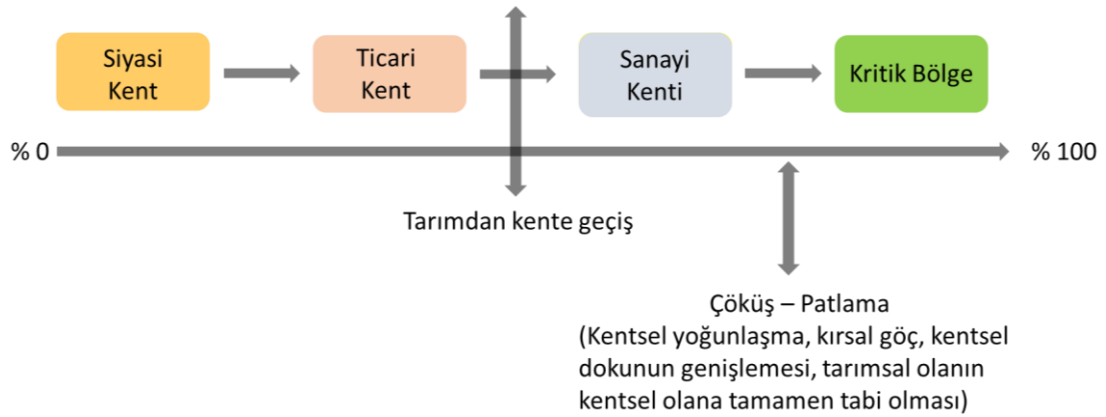 Siyasi
Kent
Ticari
Kent
Sanayi
Kenti
Kritik Bölge
% 0
% 100
Tarımdan kente geçiş
Çöküş – Patlama
(Kentsel yoğunlaşma, kırsal göç, kentsel
dokunun genişlemesi, tarımsal olanın
kentsel olana tamamen tabi olması)